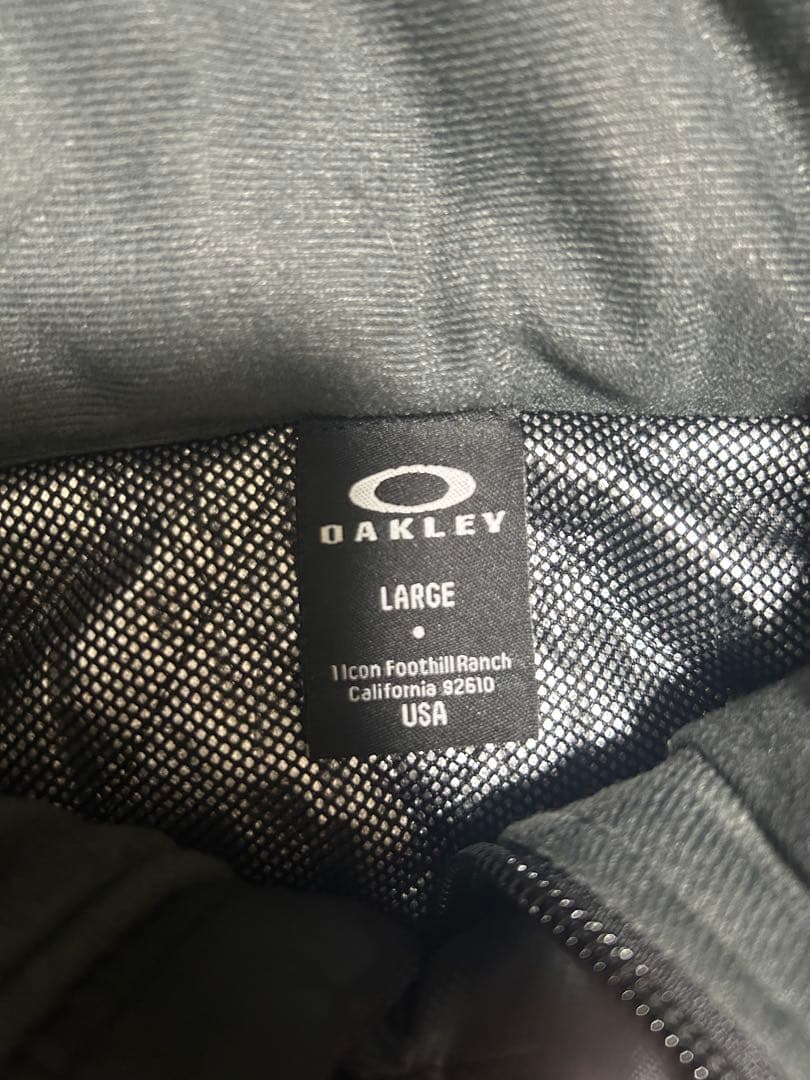 OAKLEY
LARGE
1 Icon Foothill Ranch
California 92610
USA